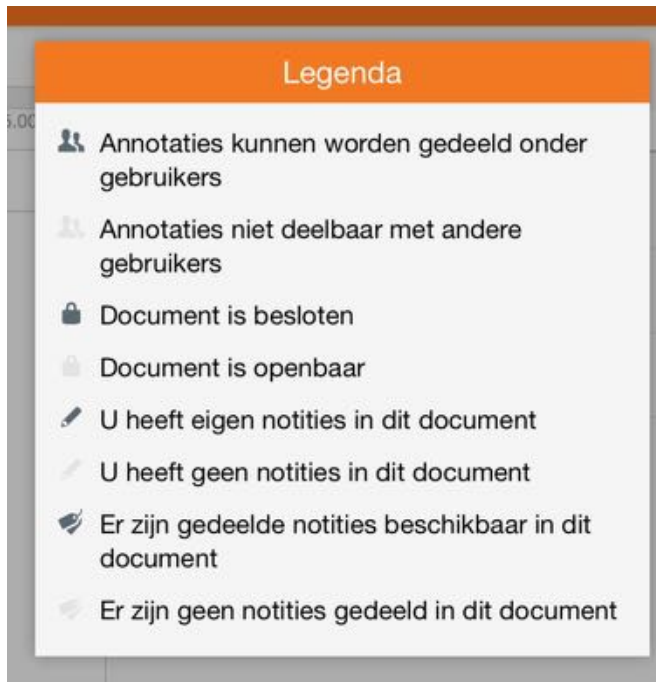 Legenda
5.00
Annotaties kunnen worden gedeeld onder
gebruikers
Annotaties niet deelbaar met andere
gebruikers
Document is besloten
Document is openbaar
U heeft eigen notities in dit document
U heeft geen notities in dit document
Er zijn gedeelde notities beschikbaar in dit
document
Er zijn geen notities gedeeld in dit document